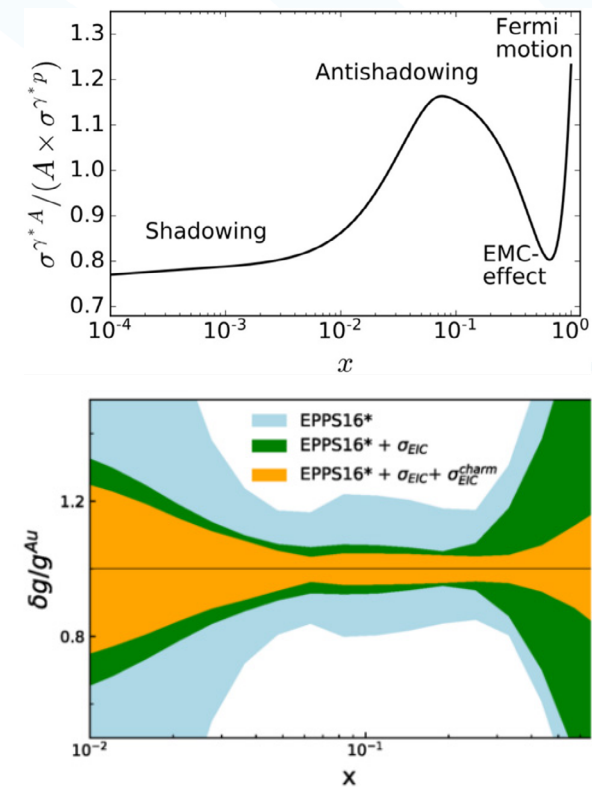 1.3
1.2
1.1
1.0
0.9
0.8
0.7
σ^{γ* A}/(A × σ^{γ* p})
Fermi
motion
Antishadowing
Shadowing
EMC-
effect
10^{-4} 10^{-3} 10^{-2} 10^{-1} 10^{0}
x
EPPS16*
EPPS16* + σ_{EIC}
EPPS16* + σ_{EIC}+ σ_{EIC}^{charm}
1.2
0.8
δg/g^{Au}
10^{-2} 10^{-1}
x